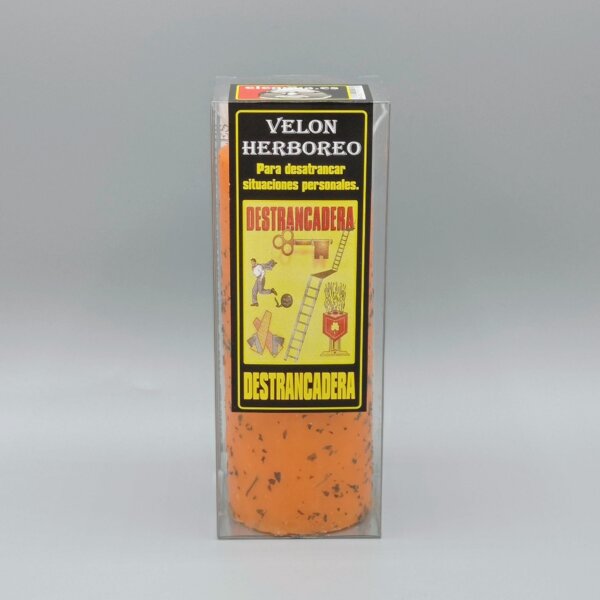 VELON
HERBOREO
Para desatrancar
situaciones personales.
DESTRANCADERA
DESTRANCADERA